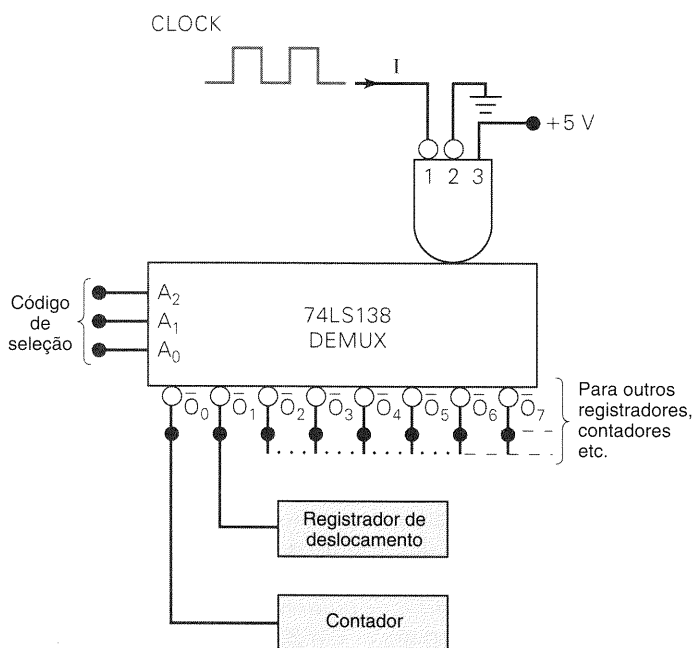 CLOCK
I
+5 V
1 2 3
Código
de
seleção
A2
A1
A0
74LS138
DEMUX
Ō0 Ō1 Ō2 Ō3 Ō4 Ō5 Ō6 Ō7
Para outros
registradores,
contadores
etc.
Registrador de
deslocamento
Contador